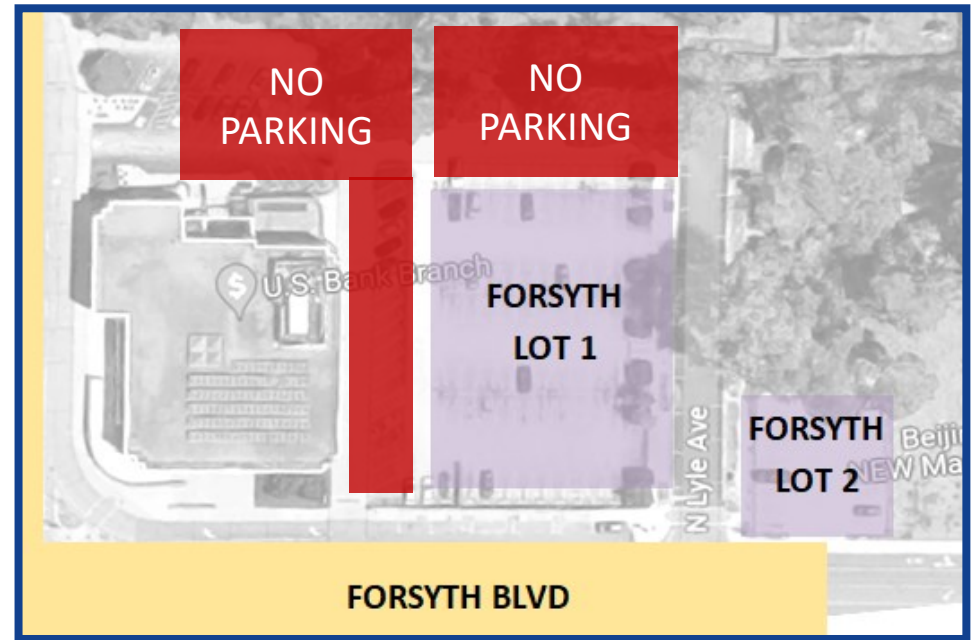 NO
PARKING
NO
PARKING
$
U.S. Bank Branch
FORSYTH
LOT 1
N Lyle Ave
FORSYTH
LOT 2
FORSYTH BLVD